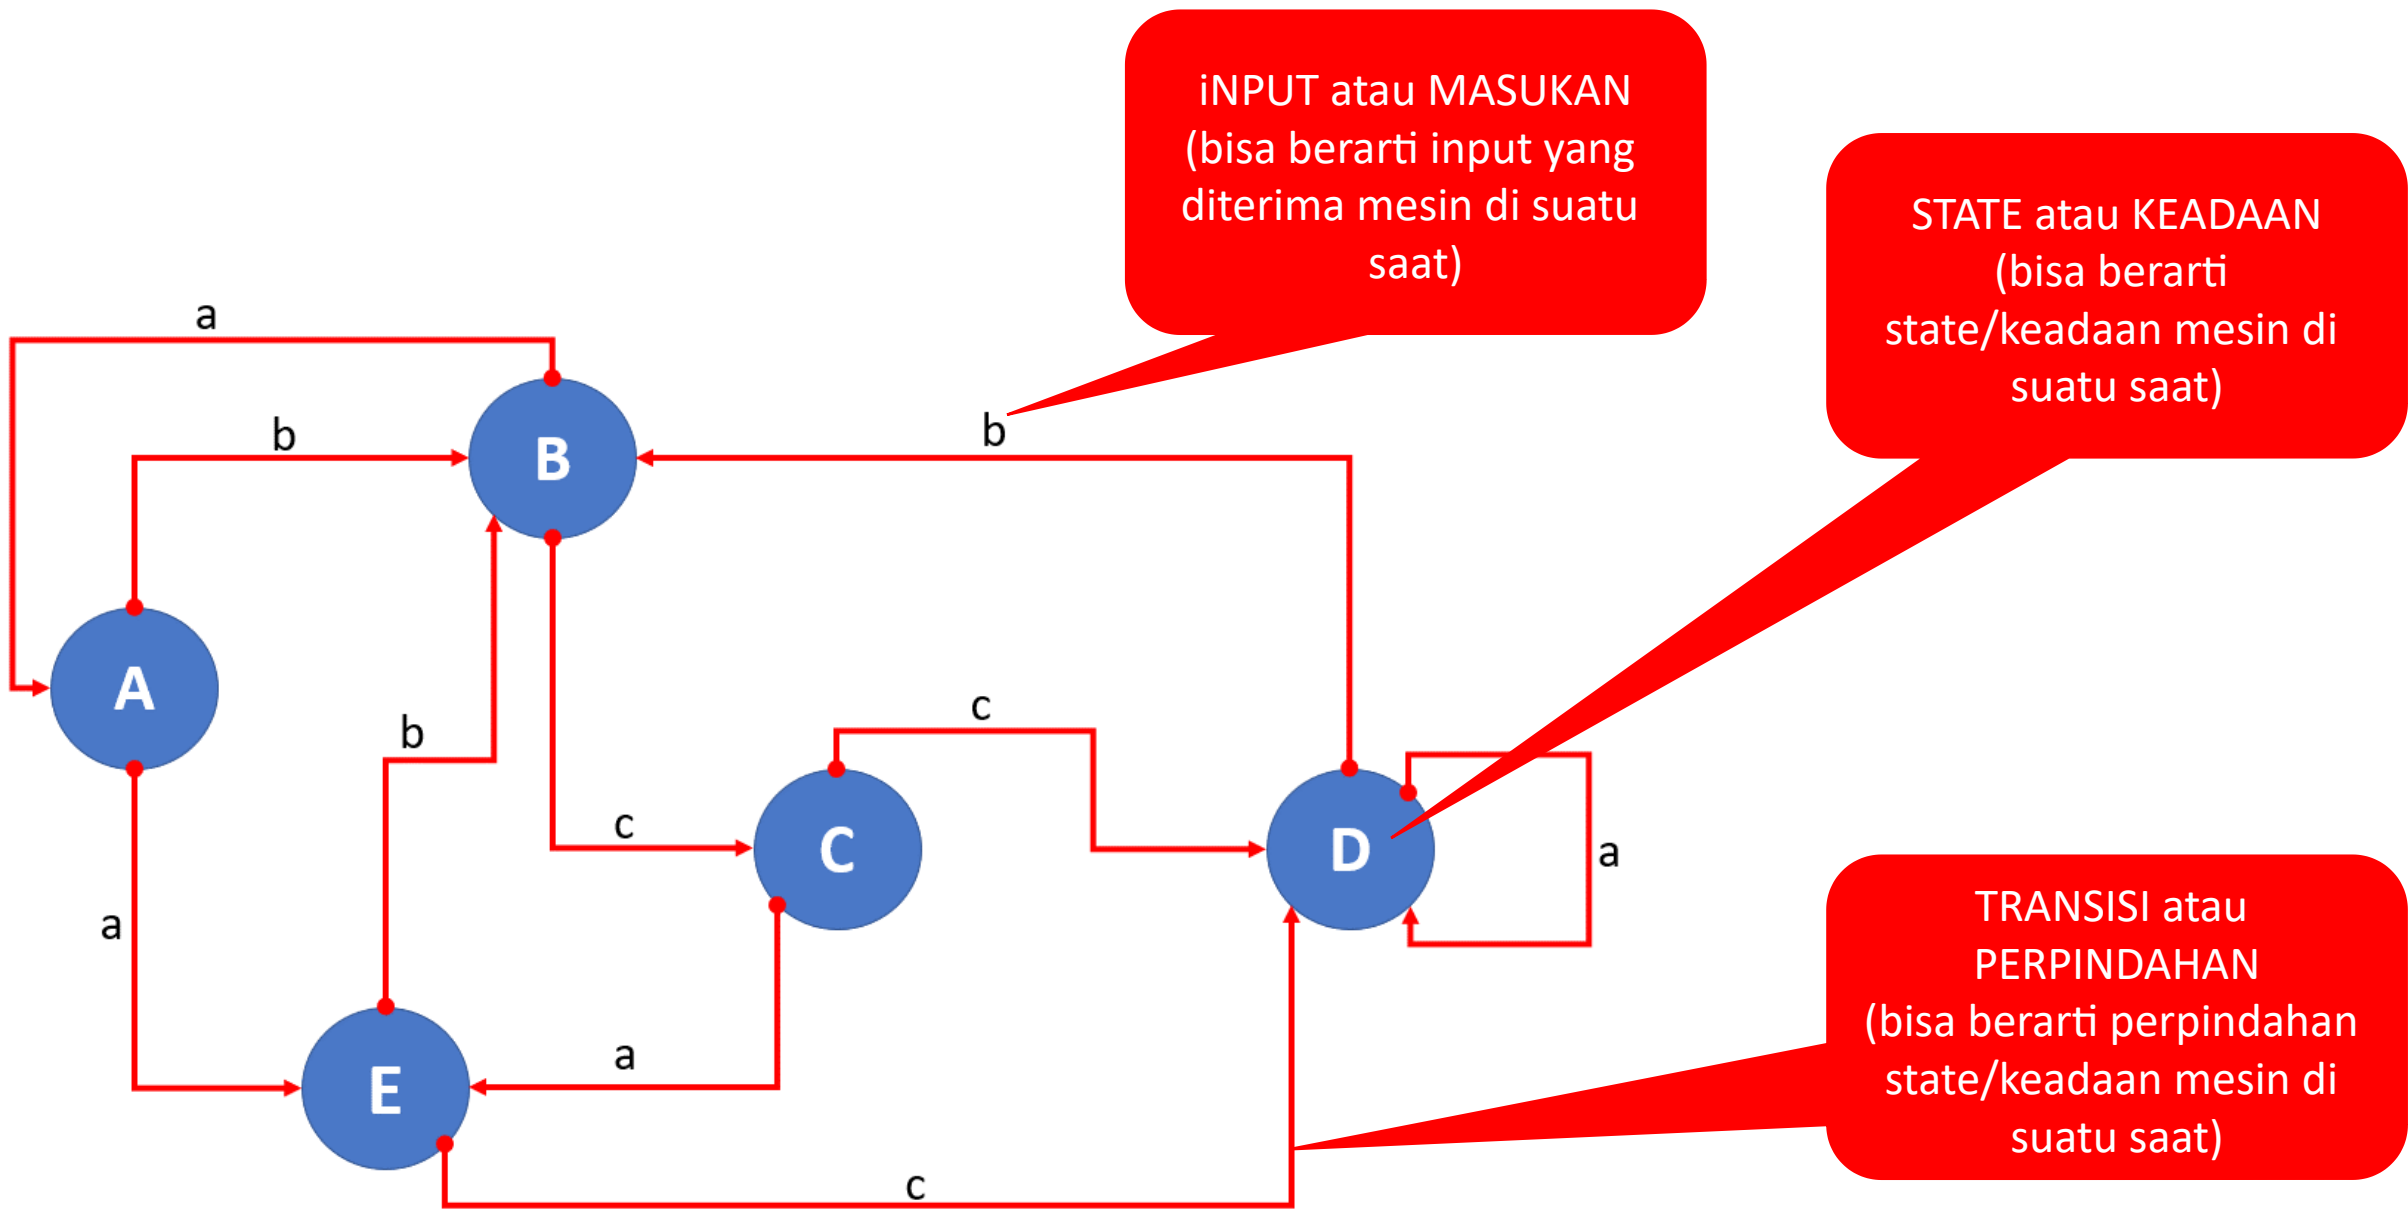 iNPUT atau MASUKAN
(bisa berarti input yang
diterima mesin di suatu
saat)
STATE atau KEADAAN
(bisa berarti
state/keadaan mesin di
suatu saat)
a
b
B
b
A
b
c
c
C
D
a
a
E
a
c
TRANSISI atau
PERPINDAHAN
(bisa berarti perpindahan
state/keadaan mesin di
suatu saat)